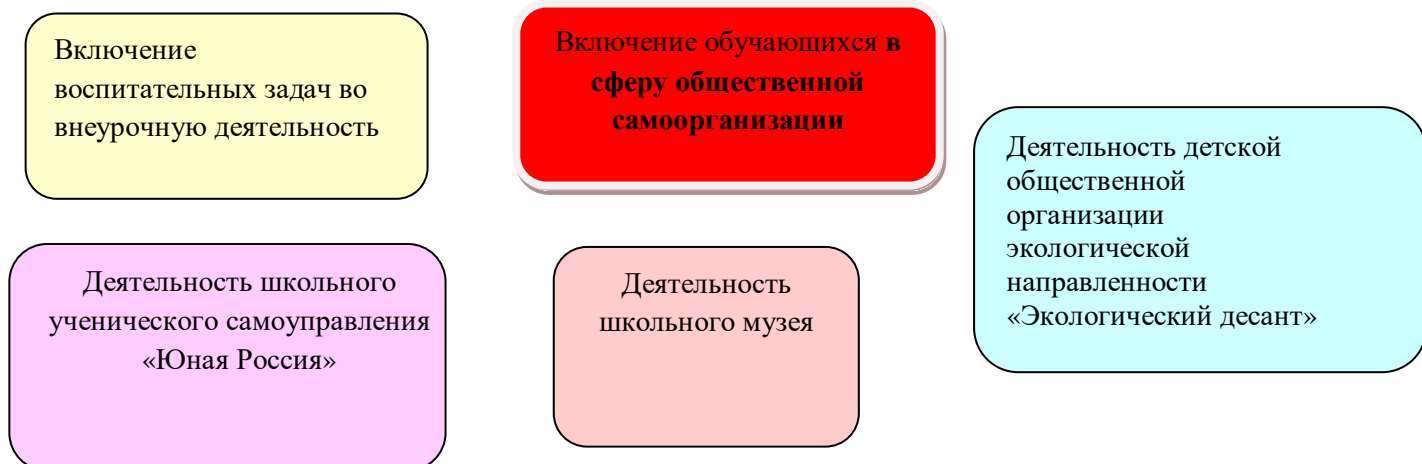 Включение
воспитательных задач во
внеурочную деятельность
Включение обучающихся в
сферу общественной
самоорганизации
Деятельность детской
общественной
организации
экологической
направленности
«Экологический десант»
Деятельность школьного
ученического самоуправления
«Юная Россия»
Деятельность
школьного музея